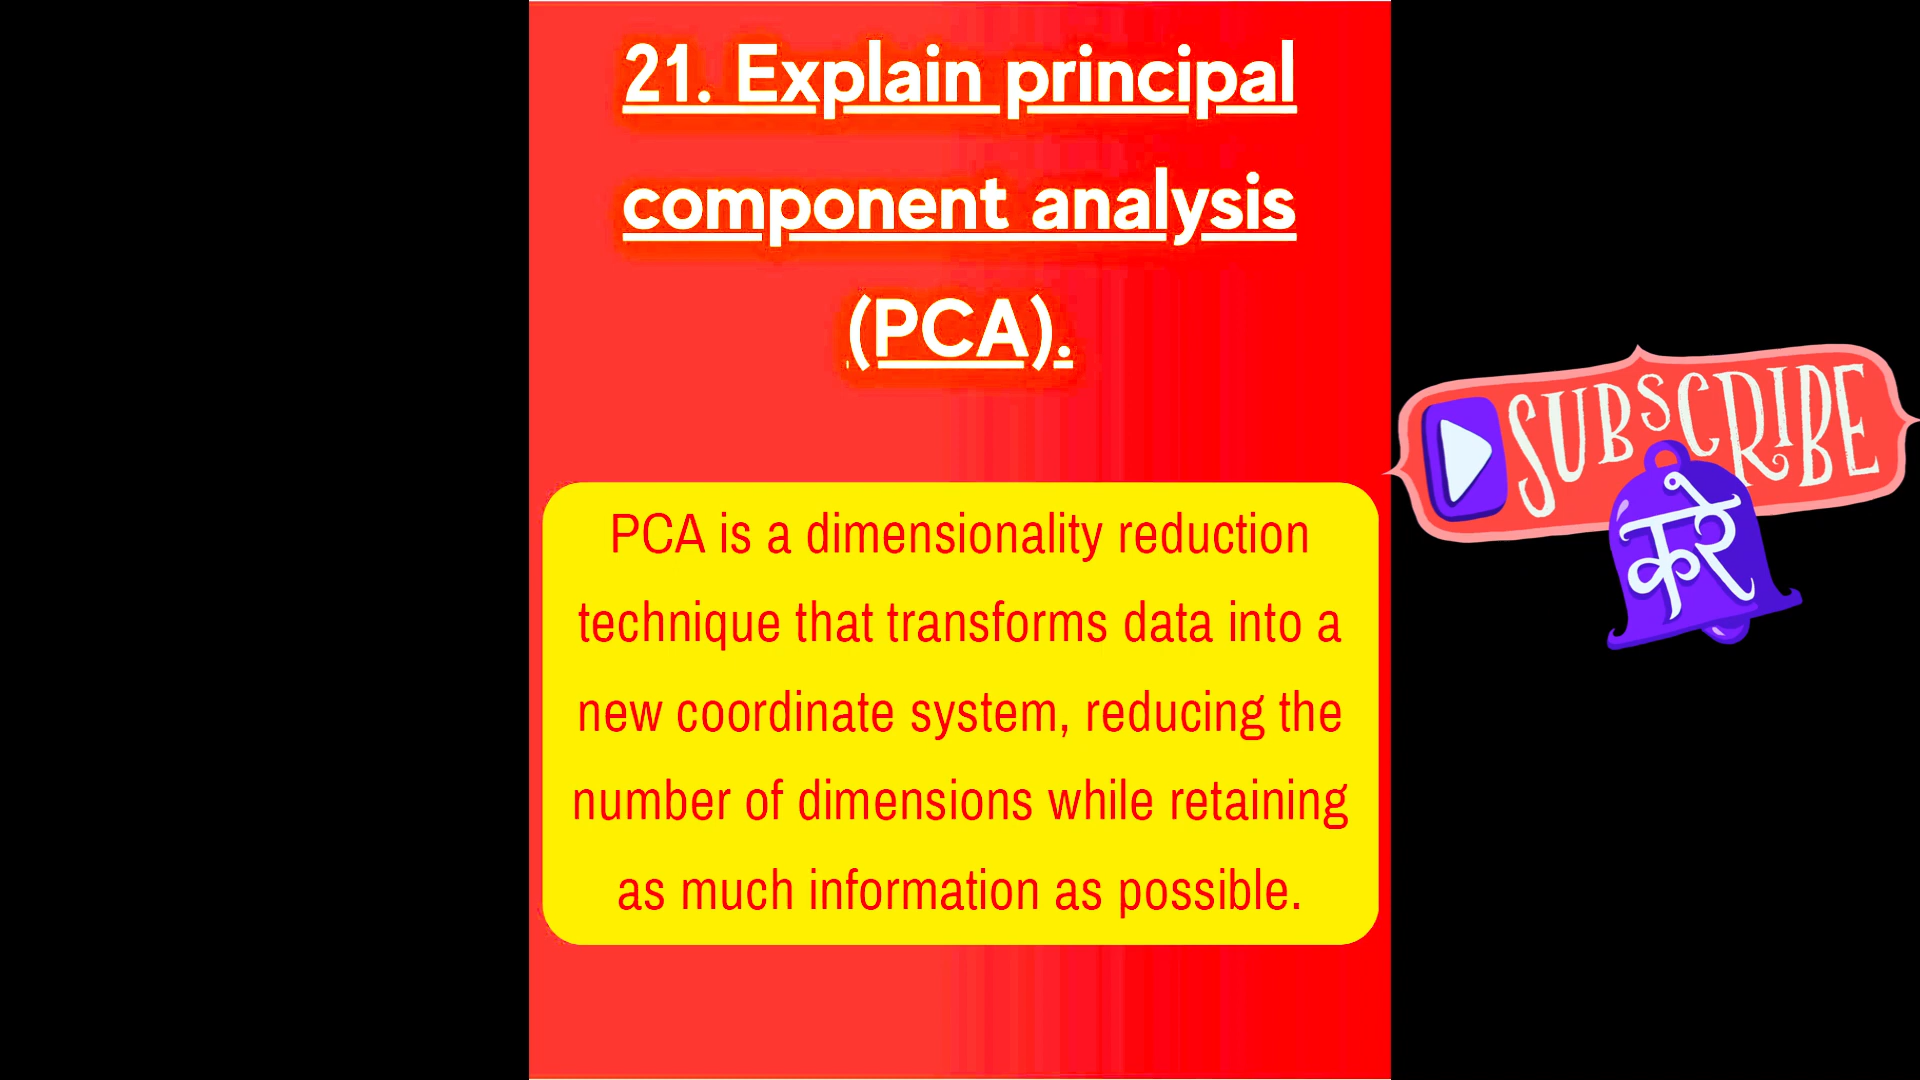 21. Explain principal
component analysis
(PCA).
PCA is a dimensionality reduction
technique that transforms data into a
new coordinate system, reducing the
number of dimensions while retaining
as much information as possible.
SUBSCRIBE
करे